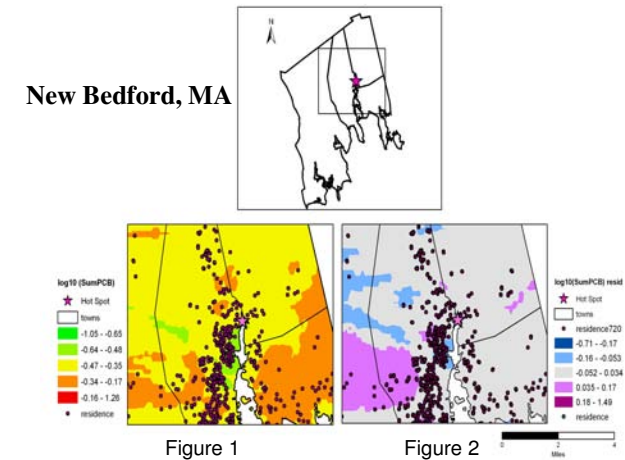 N
New Bedford, MA
log10 (SumPCB)
Hot Spot
towns
-1.05 - -0.65
-0.64 - -0.48
-0.47 - -0.35
-0.34 - -0.17
-0.16 - 1.26
residence
log10(SumPCB) resid
Hot Spot
towns
residence720
-0.71 - -0.17
-0.16 - -0.053
-0.052 - 0.034
0.035 - 0.17
0.18 - 1.49
residence
Figure 1
Figure 2
0 2 4
Miles